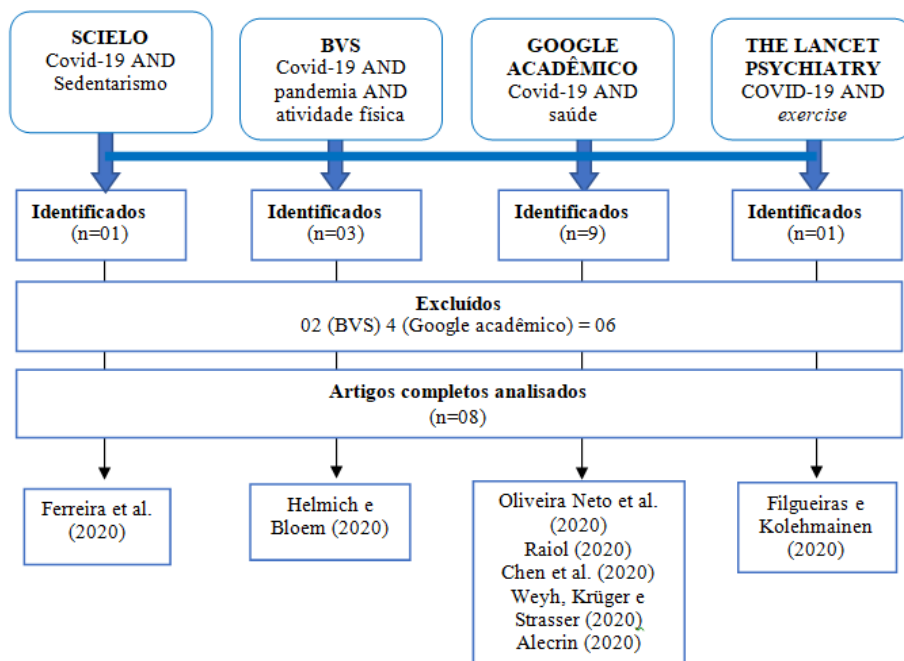 SCIELO
Covid-19 AND
Sedentarismo
BVS
Covid-19 AND
pandemia AND
atividade física
GOOGLE
ACADÊMICO
Covid-19 AND
saúde
THE LANCET
PSYCHIATRY
COVID-19 AND
exercise
Identificados
(n=01)
Identificados
(n=03)
Identificados
(n=9)
Identificados
(n=01)
Excluídos
02 (BVS) 4 (Google acadêmico) = 06
Artigos completos analisados
(n=08)
Ferreira et al.
(2020)
Helmich e
Bloem (2020)
Oliveira Neto et al.
(2020)
Raiol (2020)
Chen et al. (2020)
Weyh, Krüger e
Strasser (2020)
Alecrin (2020)
Filgueiras e
Kolehmainen
(2020)